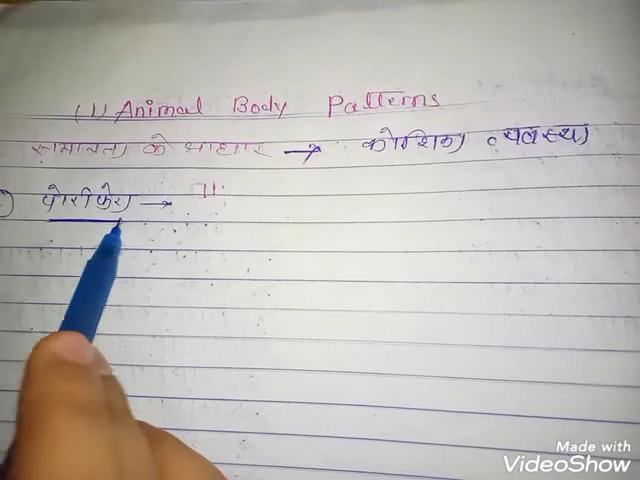 (1) Animal Body Patterns
समानता के आधार → कोशिका व्यवस्था
पोरीफेरा →
Made with
VideoShow